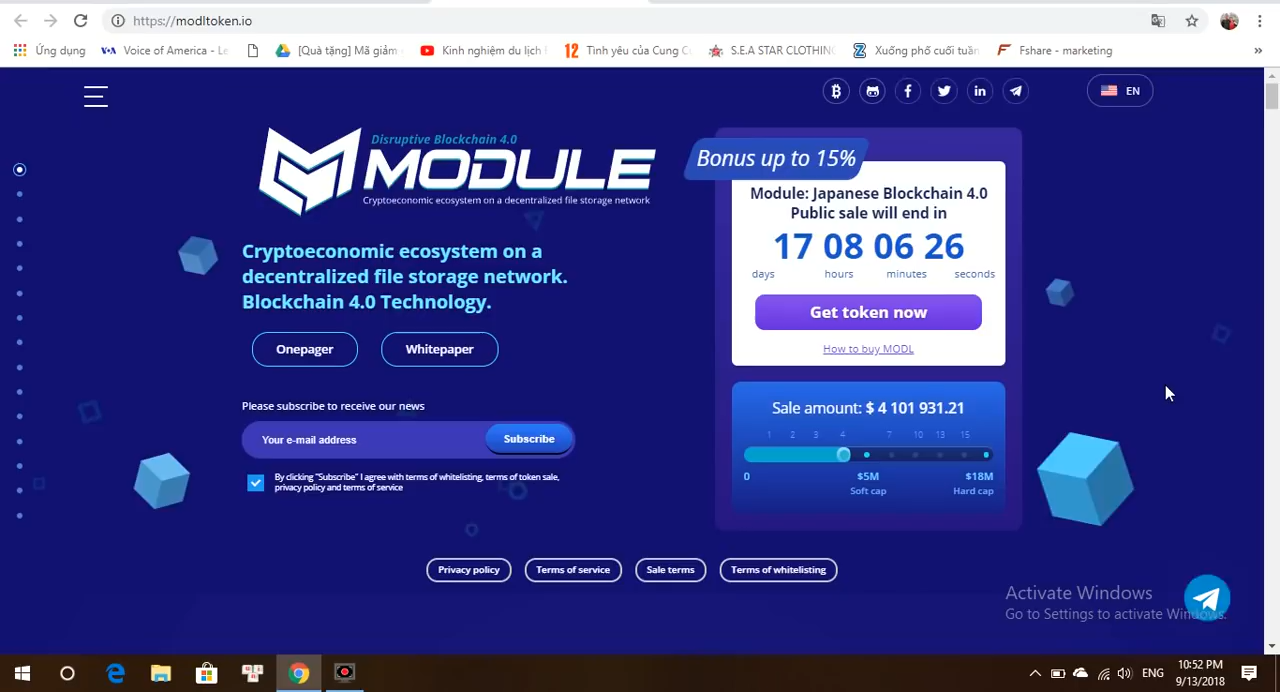 https://modltoken.io
Ứng dụng
VOA
Voice of America - Le
[Quà tặng] Mã giảm
Kinh nghiệm du lịch
12
Tình yêu của Cung C
S.E.A STAR CLOTHING
Xuống phố cuối tuần
Fshare - marketing
»
EN
Disruptive Blockchain 4.0
MODULE
Cryptoeconomic ecosystem on a decentralized file storage network
Bonus up to 15%
Module: Japanese Blockchain 4.0
Public sale will end in
17 08 06 26
days hours minutes seconds
Get token now
How to buy MODL
Cryptoeconomic ecosystem on a
decentralized file storage network.
Blockchain 4.0 Technology.
Onepager
Whitepaper
Please subscribe to receive our news
Your e-mail address
Subscribe
By clicking "Subscribe" I agree with terms of whitelisting, terms of token sale,
privacy policy and terms of service
Sale amount: $ 4 101 931.21
1 2 3 4 7 10 13 15
0 $5M $18M
Soft cap Hard cap
Privacy policy
Terms of service
Sale terms
Terms of whitelisting
Activate Windows
Go to Settings to activate Windows.
ENG
10:52 PM
9/13/2018